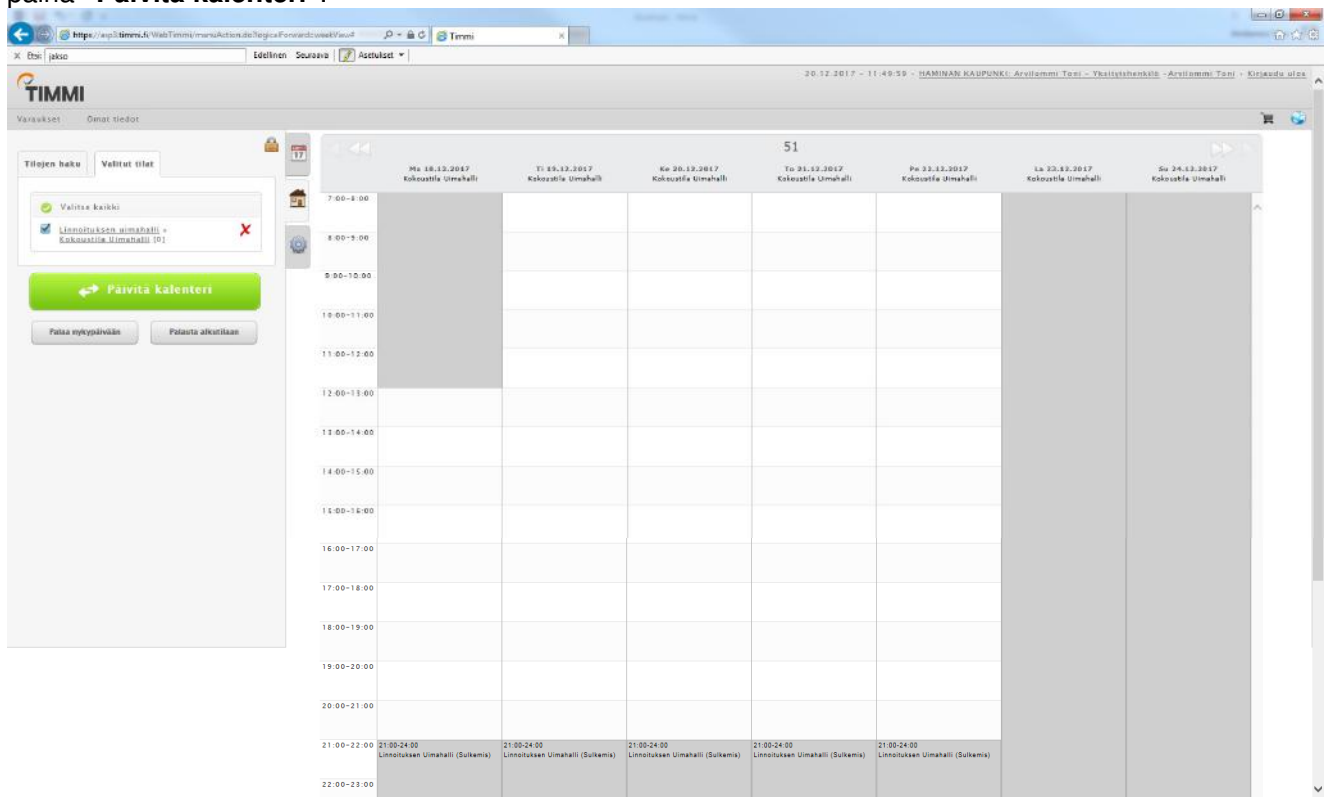 paina "Päivitä kalenteri".
Timmi
Etsi: jakso Edellinen Seuraava Asetukset
20.12.2017 - 11:49:59 - HAMINAN KAUPUNKI: Arvilommi Toni - Yksityishenkilö - Arvilommi Toni - Kirjaudu ulos
TIMMI
Varaukset Omat tiedot
Tilojen haku Valitut tilat
17
51
Ma 18.12.2017 Ti 19.12.2017 Ke 20.12.2017 To 21.12.2017 Pe 22.12.2017 La 23.12.2017 Su 24.12.2017
Kokoustila Uimahalli Kokoustila Uimahalli Kokoustila Uimahalli Kokoustila Uimahalli Kokoustila Uimahalli Kokoustila Uimahalli Kokoustila Uimahalli
Valitse kaikki
Linnoituksen uimahalli »
Kokoustila Uimahalli [0]
Päivitä kalenteri
Palaa nykypäivään Palauta alkutilaan
7:00-8:00
8:00-9:00
9:00-10:00
10:00-11:00
11:00-12:00
12:00-13:00
13:00-14:00
14:00-15:00
15:00-16:00
16:00-17:00
17:00-18:00
18:00-19:00
19:00-20:00
20:00-21:00
21:00-22:00 21:00-24:00 21:00-24:00 21:00-24:00 21:00-24:00 21:00-24:00
Linnoituksen Uimahalli (Sulkemis) Linnoituksen Uimahalli (Sulkemis) Linnoituksen Uimahalli (Sulkemis) Linnoituksen Uimahalli (Sulkemis) Linnoituksen Uimahalli (Sulkemis)
22:00-23:00